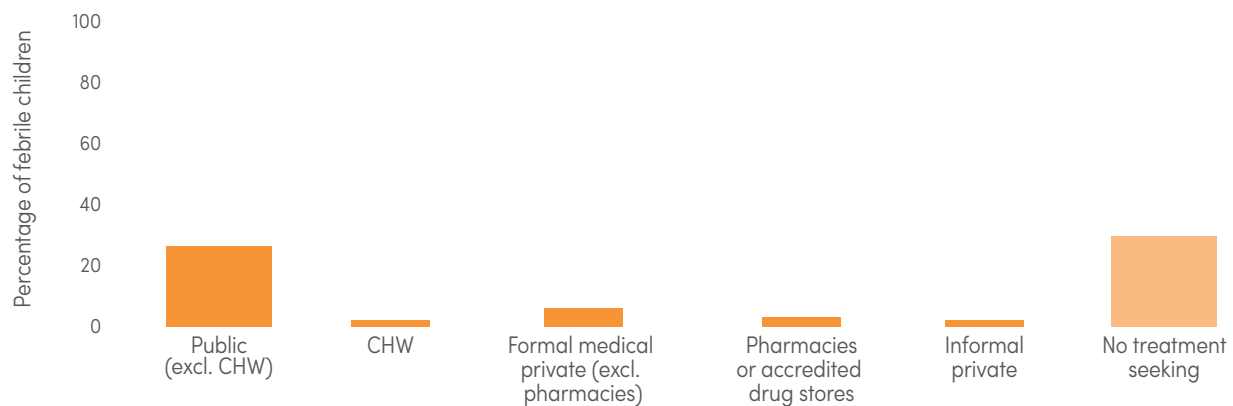 Percentage of febrile children
100
80
60
40
20
0
Public
(excl. CHW)
CHW
Formal medical
private (excl.
pharmacies)
Pharmacies
or accredited
drug stores
Informal
private
No treatment
seeking